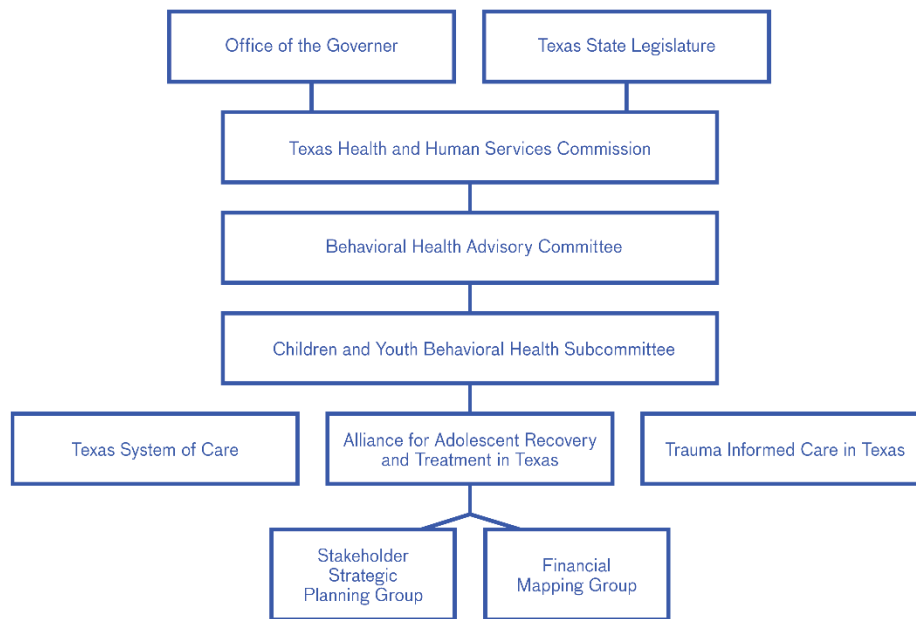 Office of the Governer
Texas State Legislature
Texas Health and Human Services Commission
Behavioral Health Advisory Committee
Children and Youth Behavioral Health Subcommittee
Texas System of Care
Alliance for Adolescent Recovery
and Treatment in Texas
Trauma Informed Care in Texas
Stakeholder
Strategic
Planning Group
Financial
Mapping Group